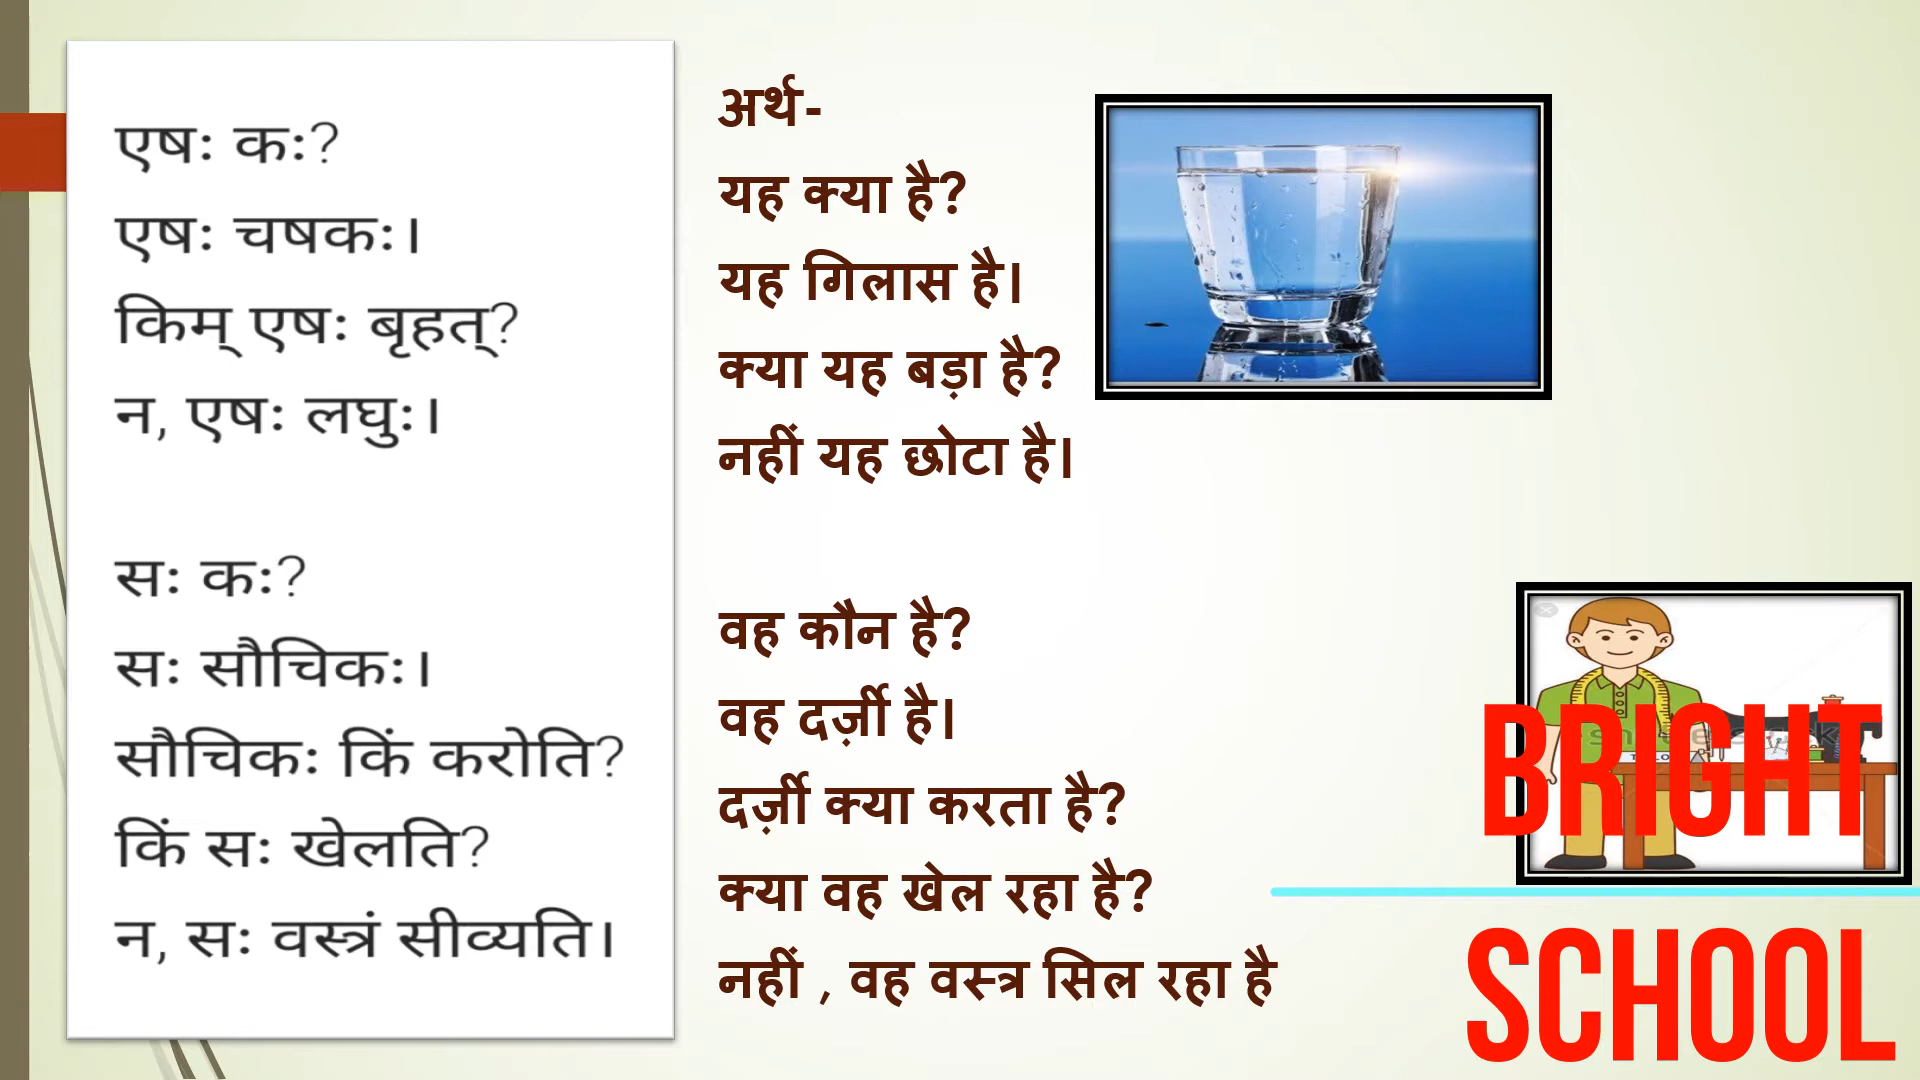 एषः कः?
एषः चषकः।
किम् एषः बृहत्?
न, एषः लघुः।
सः कः?
सः सौचिकः।
सौचिकः किं करोति?
किं सः खेलति?
न, सः वस्त्रं सीव्यति।
अर्थ-
यह क्या है?
यह गिलास है।
क्या यह बड़ा है?
नहीं यह छोटा है।
वह कौन है?
वह दर्ज़ी है।
दर्ज़ी क्या करता है?
क्या वह खेल रहा है?
नहीं , वह वस्त्र सिल रहा है
BRIGHT
SCHOOL